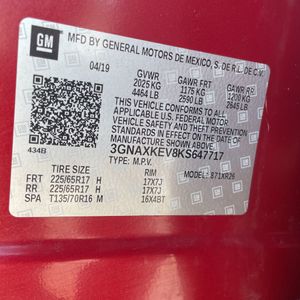 GM
MFD BY GENERAL MOTORS DE MEXICO, S. DE R.L. DE C.V.
04/19 GVWR GAWR FRT GAWR RR
2025 KG 1175 KG 1200 KG
4464 LB 2590 LB 2645 LB
THIS VEHICLE CONFORMS TO ALL
APPLICABLE U.S. FEDERAL MOTOR
VEHICLE SAFETY
THEFT PREVENTION STANDARDS
IN EFFECT ON THE DATE OF
MANUFACTURE SHOWN ABOVE.
3GNAXKEV8KS647717
434B TYPE: M.P.V. MODEL: 871XR26
TIRE SIZE RIM
FRT 225/65R17 H 17X7J
RR 225/65R17 H 17X7J
SPA T135/70R16 M 16X4BT